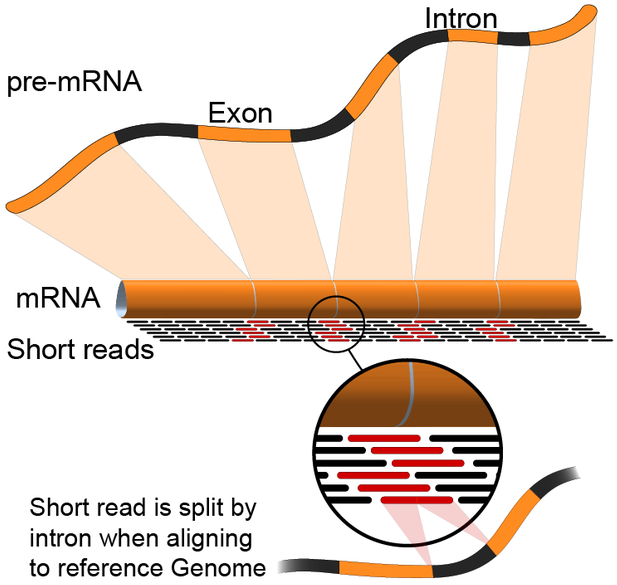 Intron
pre-mRNA
Exon
mRNA
Short reads
Short read is split by
intron when aligning
to reference Genome